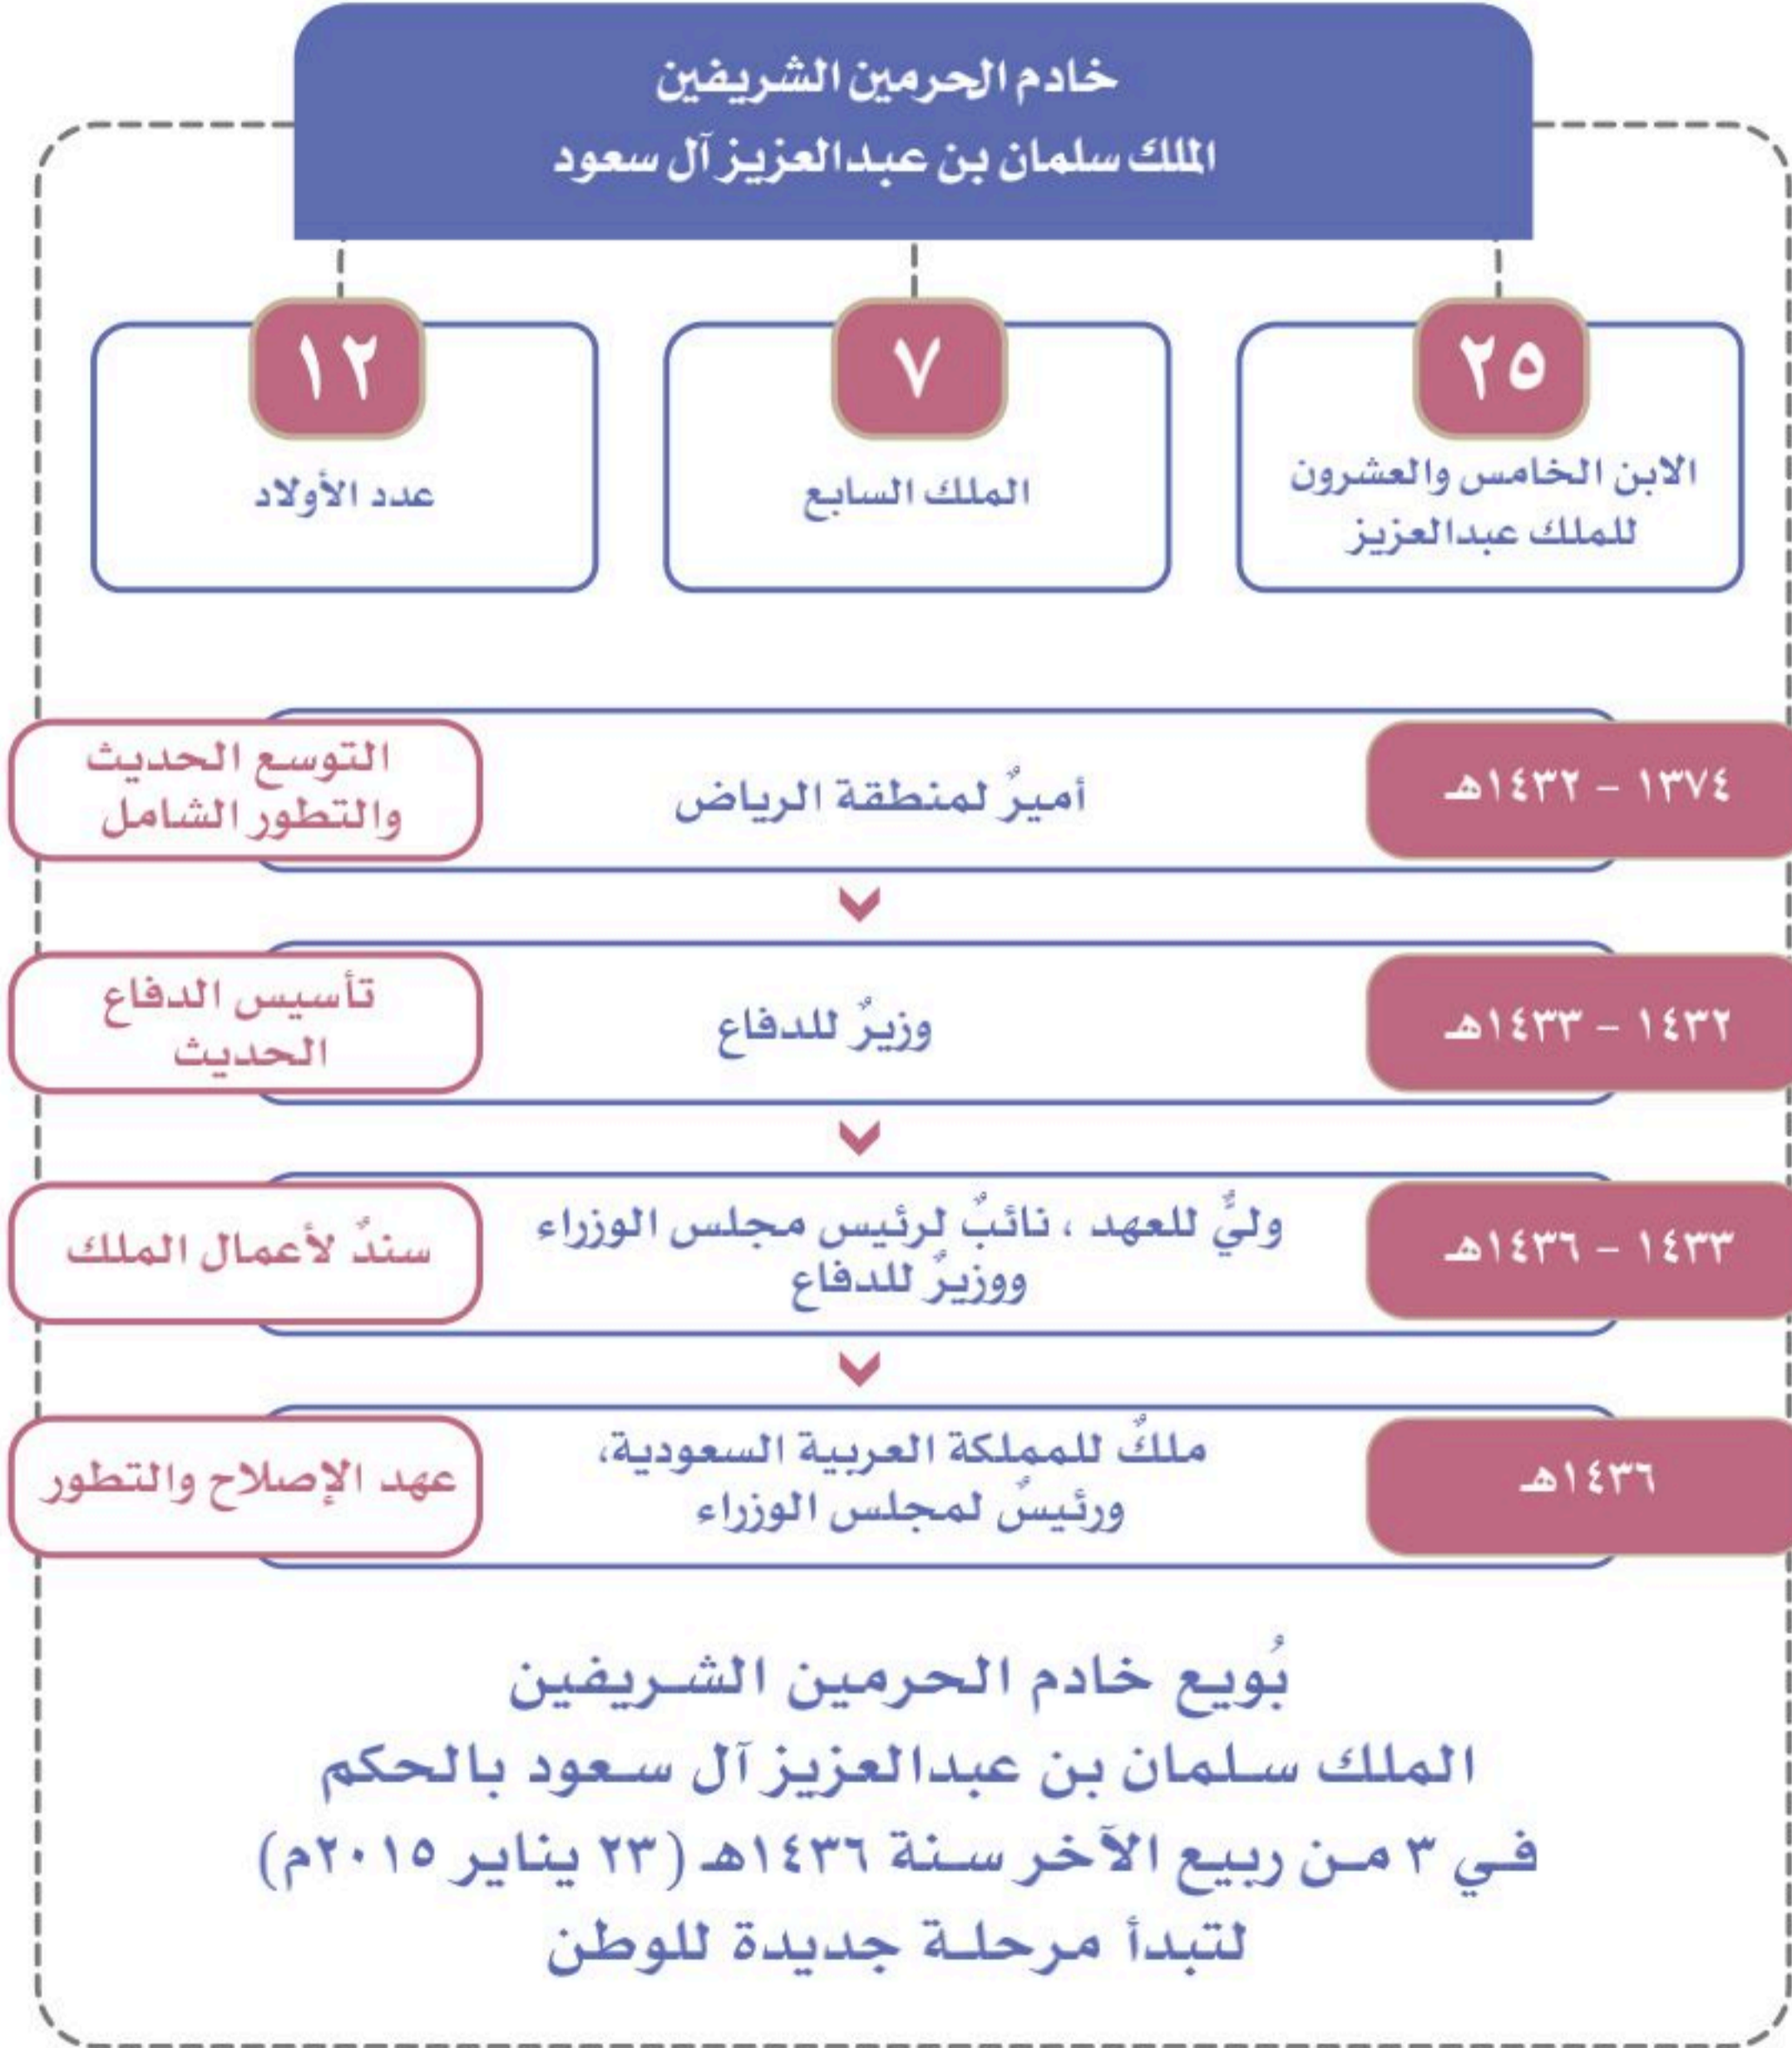 خادم الحرمين الشريفين
الملك سلمان بن عبدالعزيز آل سعود
٢٥
الابن الخامس والعشرون
للملك عبدالعزيز
٧
الملك السابع
١٢
عدد الأولاد
١٣٧٤ – ١٤٣٢هـ
أميرٌ لمنطقة الرياض
التوسع الحديث
والتطور الشامل
١٤٣٢ – ١٤٣٣هـ
وزيرٌ للدفاع
تأسيس الدفاع
الحديث
١٤٣٣ – ١٤٣٦هـ
وليٌّ للعهد ، نائبٌ لرئيس مجلس الوزراء
ووزيرٌ للدفاع
سندٌ لأعمال الملك
١٤٣٦هـ
ملكٌ للمملكة العربية السعودية،
ورئيسٌ لمجلس الوزراء
عهد الإصلاح والتطور
بُويع خادم الحرمين الشريفين
الملك سلمان بن عبدالعزيز آل سعود بالحكم
في ٣ من ربيع الآخر سنة ١٤٣٦هـ (٢٣ يناير ٢٠١٥م)
لتبدأ مرحلة جديدة للوطن